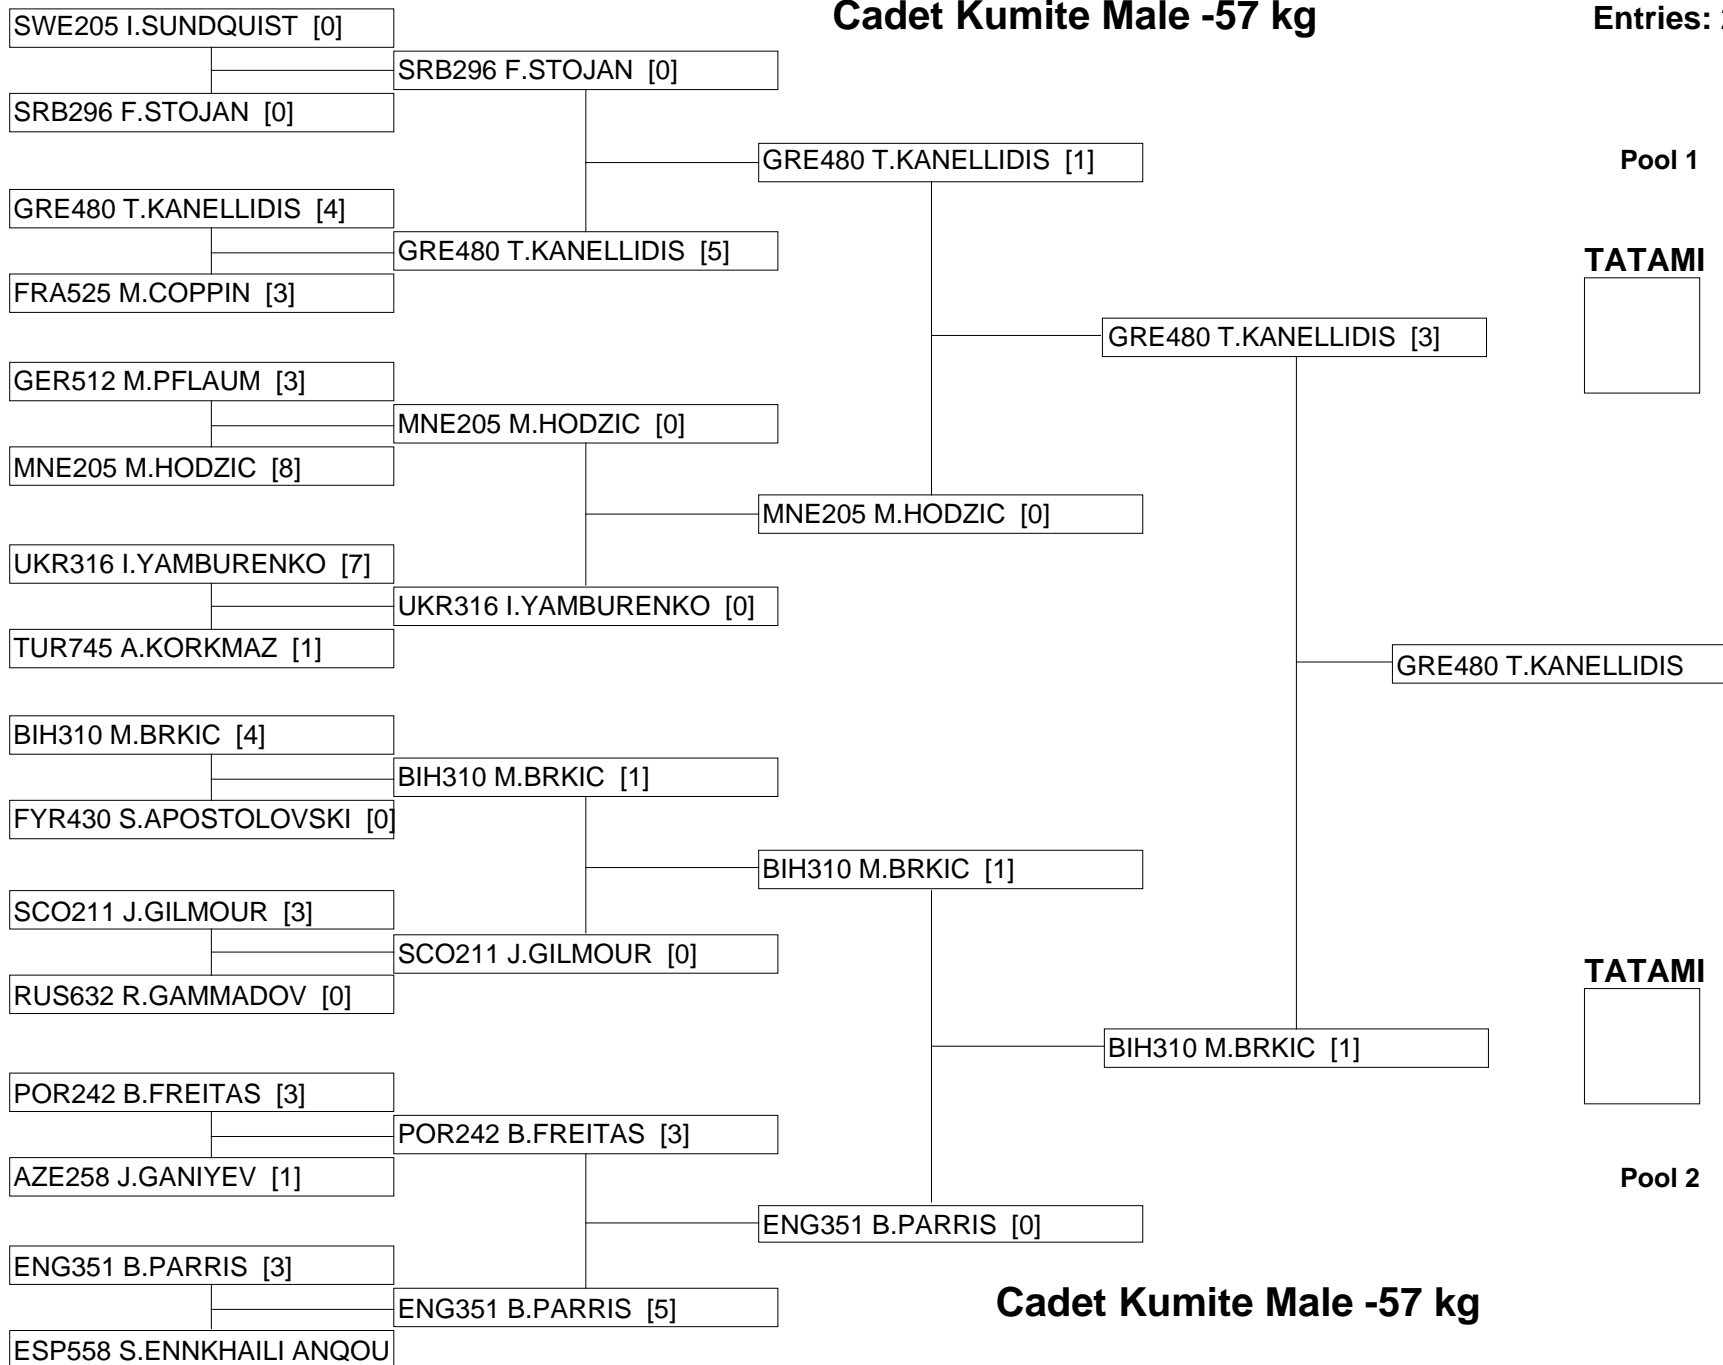 Cadet Kumite Male -57 kg
Entries:
SWE205 I.SUNDQUIST [0]
SRB296 F.STOJAN [0]
SRB296 F.STOJAN [0]
GRE480 T.KANELLIDIS [1]
Pool 1
GRE480 T.KANELLIDIS [4]
GRE480 T.KANELLIDIS [5]
TATAMI
FRA525 M.COPPIN [3]
GRE480 T.KANELLIDIS [3]
GER512 M.PFLAUM [3]
MNE205 M.HODZIC [0]
MNE205 M.HODZIC [8]
MNE205 M.HODZIC [0]
UKR316 I.YAMBURENKO [7]
UKR316 I.YAMBURENKO [0]
TUR745 A.KORKMAZ [1]
GRE480 T.KANELLIDIS
BIH310 M.BRKIC [4]
BIH310 M.BRKIC [1]
FYR430 S.APOSTOLOVSKI [0]
BIH310 M.BRKIC [1]
SCO211 J.GILMOUR [3]
SCO211 J.GILMOUR [0]
TATAMI
RUS632 R.GAMMADOV [0]
BIH310 M.BRKIC [1]
POR242 B.FREITAS [3]
POR242 B.FREITAS [3]
AZE258 J.GANIYEV [1]
Pool 2
ENG351 B.PARRIS [0]
ENG351 B.PARRIS [3]
ENG351 B.PARRIS [5]
Cadet Kumite Male -57 kg
ESP558 S.ENNKHAILI ANQOU